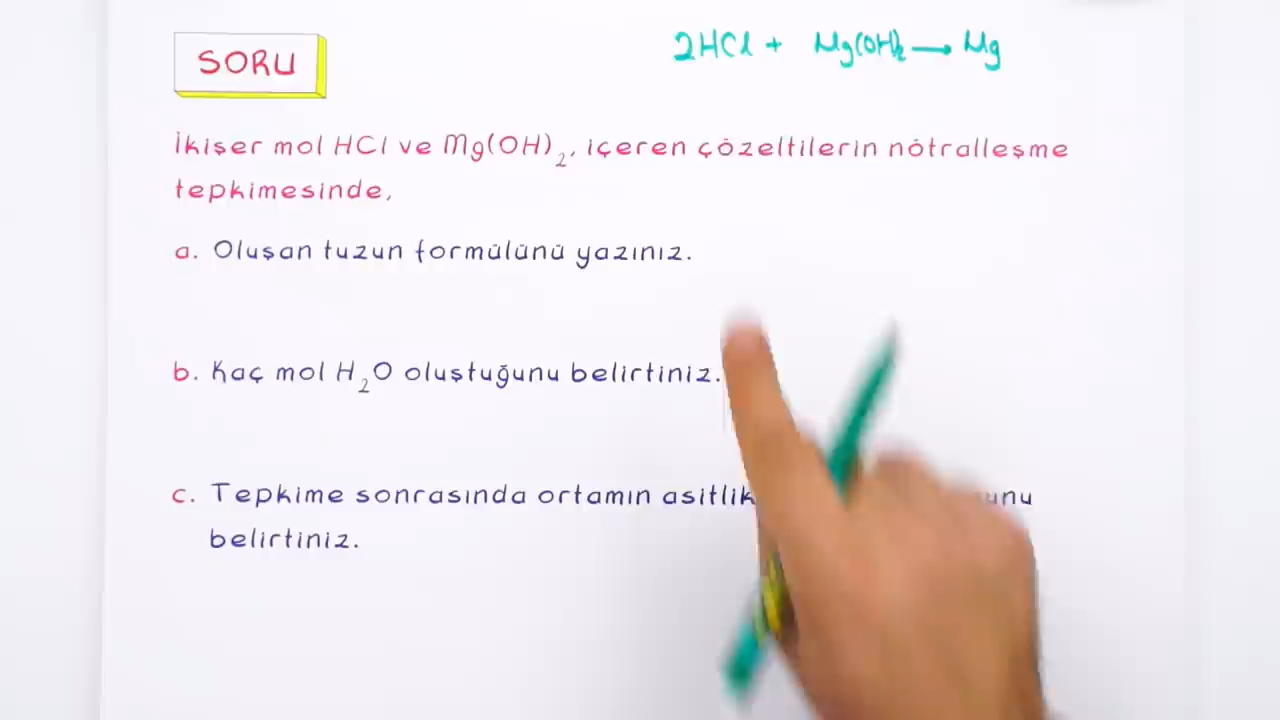 SORU
2HCl + Mg(OH)₂ → Mg
İkişer mol HCl ve Mg(OH)₂, içeren çözeltilerin nötralleşme
tepkimesinde,
a. Oluşan tuzun formülünü yazınız.
b. Kaç mol H₂O oluştuğunu belirtiniz.
c. Tepkime sonrasında ortamın
belirtiniz.